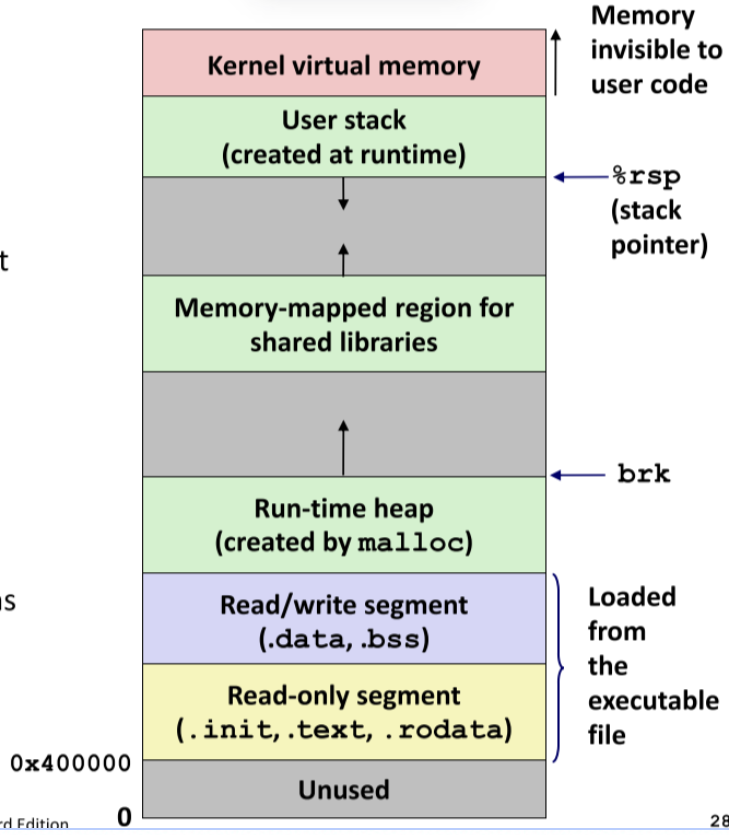 Memory
invisible to
user code
Kernel virtual memory
User stack
(created at runtime)
%rsp
(stack
pointer)
t
Memory-mapped region for
shared libraries
brk
Run-time heap
(created by malloc)
Read/write segment
(.data, .bss)
Loaded
from
the
executable
file
Read-only segment
(.init, .text, .rodata)
0x400000
Unused
0
rd Edition
28